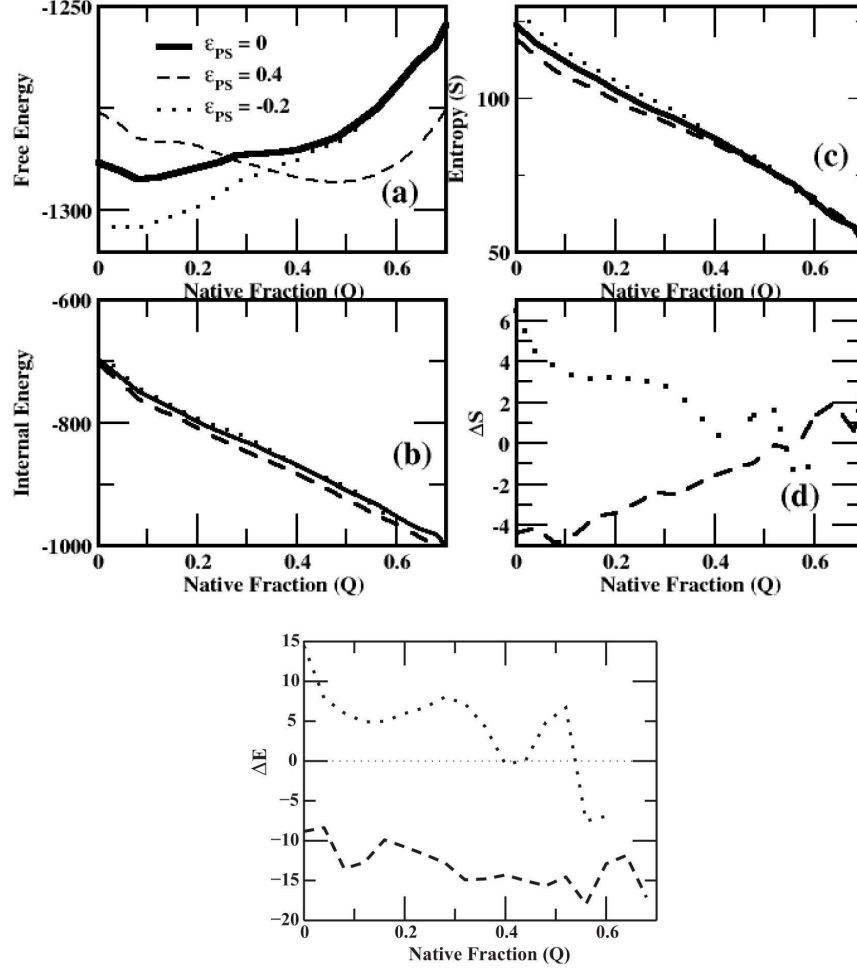 -1250
ε_PS = 0
ε_PS = 0.4
ε_PS = -0.2
Free Energy
-1300
(a)
0 0.2 0.4 0.6
Native Fraction (Q)
100
Entropy (S)
50
(c)
0 0.2 0.4 0.6
Native Fraction (Q)
-600
-800
-1000
Internal Energy
(b)
0 0.2 0.4 0.6
Native Fraction (Q)
6
4
2
0
-2
-4
ΔS
(d)
0 0.2 0.4 0.6
Native Fraction (Q)
15
10
5
0
−5
−10
−15
−20
ΔE
0 0.2 0.4 0.6
Native Fraction (Q)